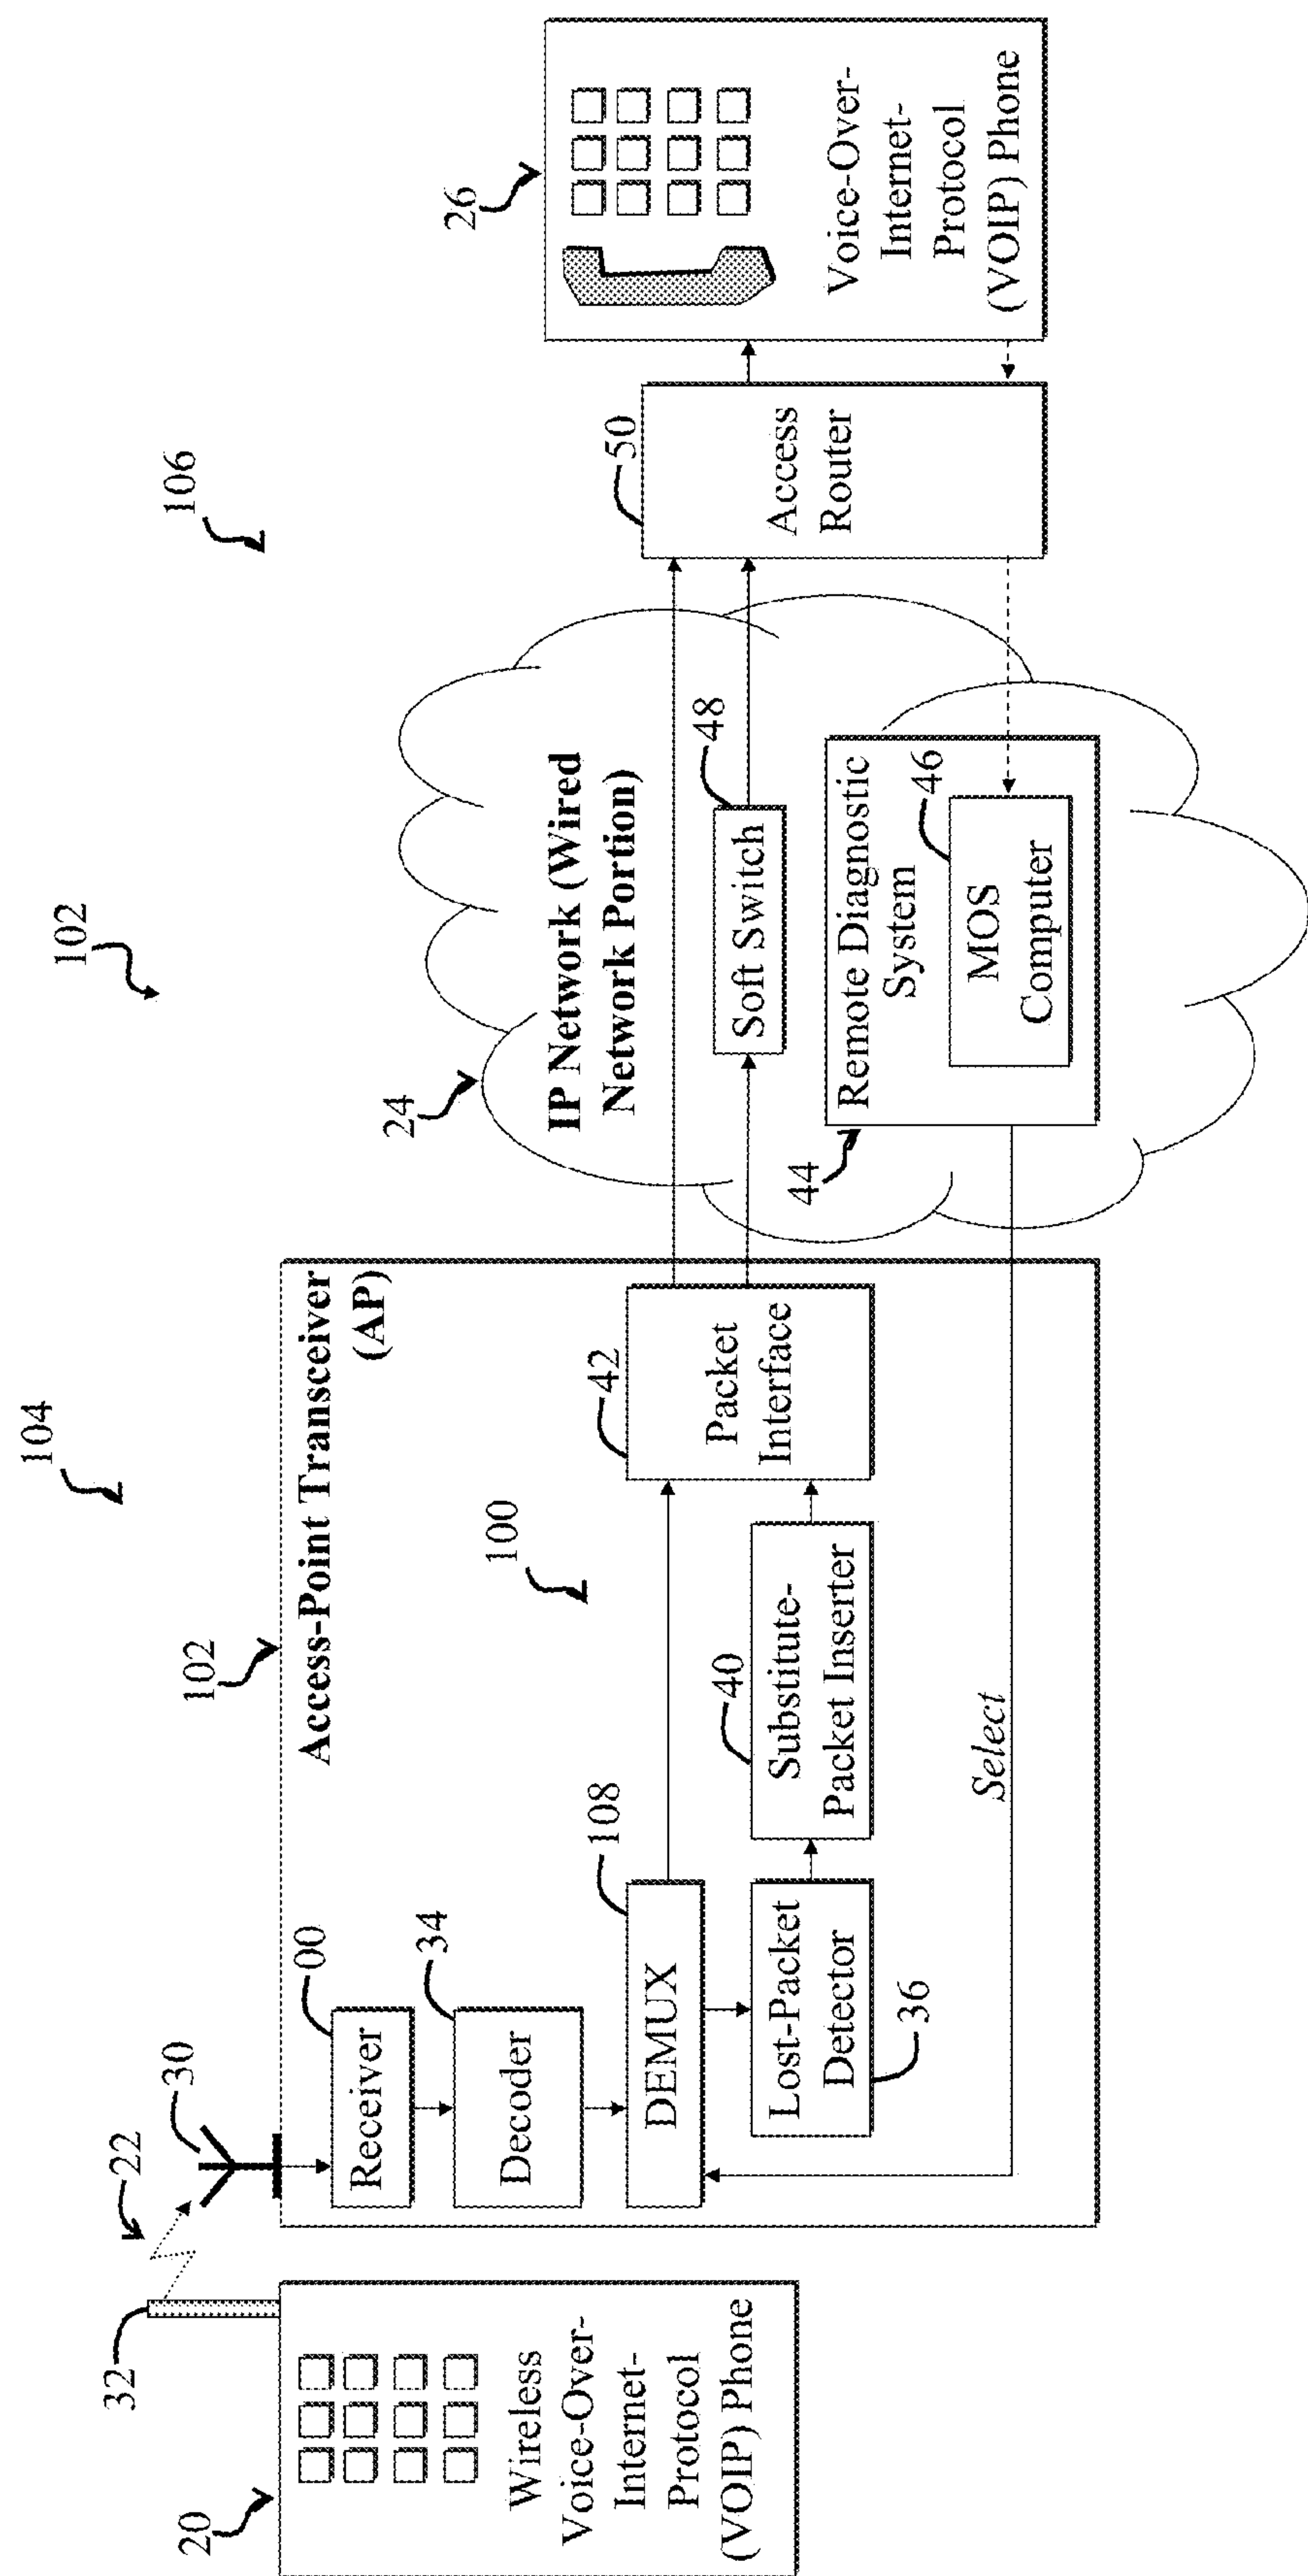 102
104
106
32
22
30
20
Wireless
Voice-Over-
Internet-
Protocol
(VOIP) Phone
102
Access-Point Transceiver
(AP)
00
Receiver
34
Decoder
108
DEMUX
Lost-Packet
Detector
36
100
40
Substitute-
Packet Inserter
42
Packet
Interface
Select
24
IP Network (Wired
Network Portion)
48
Soft Switch
44
Remote Diagnostic
System
46
MOS
Computer
50
Access
Router
26
Voice-Over-
Internet-
Protocol
(VOIP) Phone